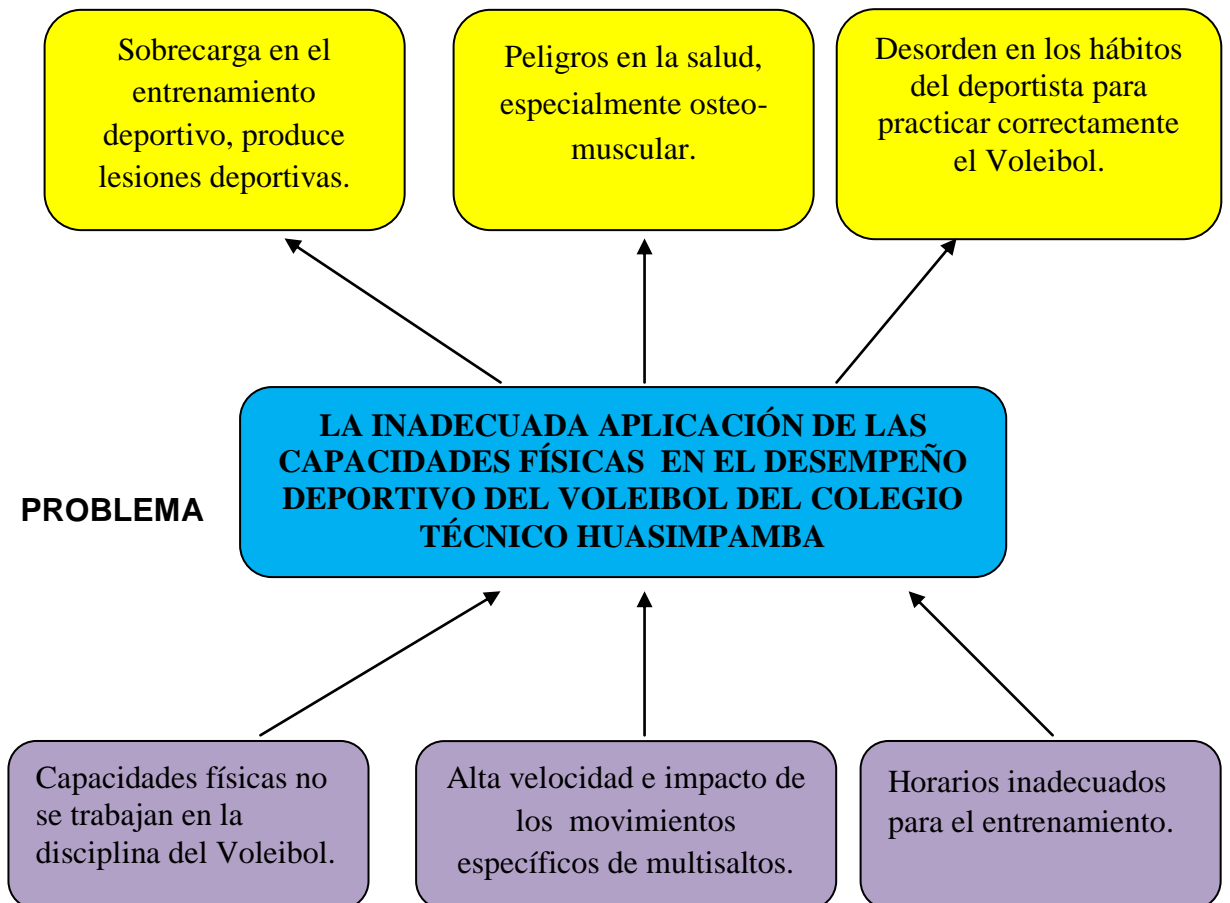 Sobrecarga en el
entrenamiento
deportivo, produce
lesiones deportivas.
Peligros en la salud,
especialmente osteo-
muscular.
Desorden en los hábitos
del deportista para
practicar correctamente
el Voleibol.
PROBLEMA
LA INADECUADA APLICACIÓN DE LAS
CAPACIDADES FÍSICAS EN EL DESEMPEÑO
DEPORTIVO DEL VOLEIBOL DEL COLEGIO
TÉCNICO HUASIMPAMBA
Capacidades físicas no
se trabajan en la
disciplina del Voleibol.
Alta velocidad e impacto de
los movimientos
específicos de multisaltos.
Horarios inadecuados
para el entrenamiento.